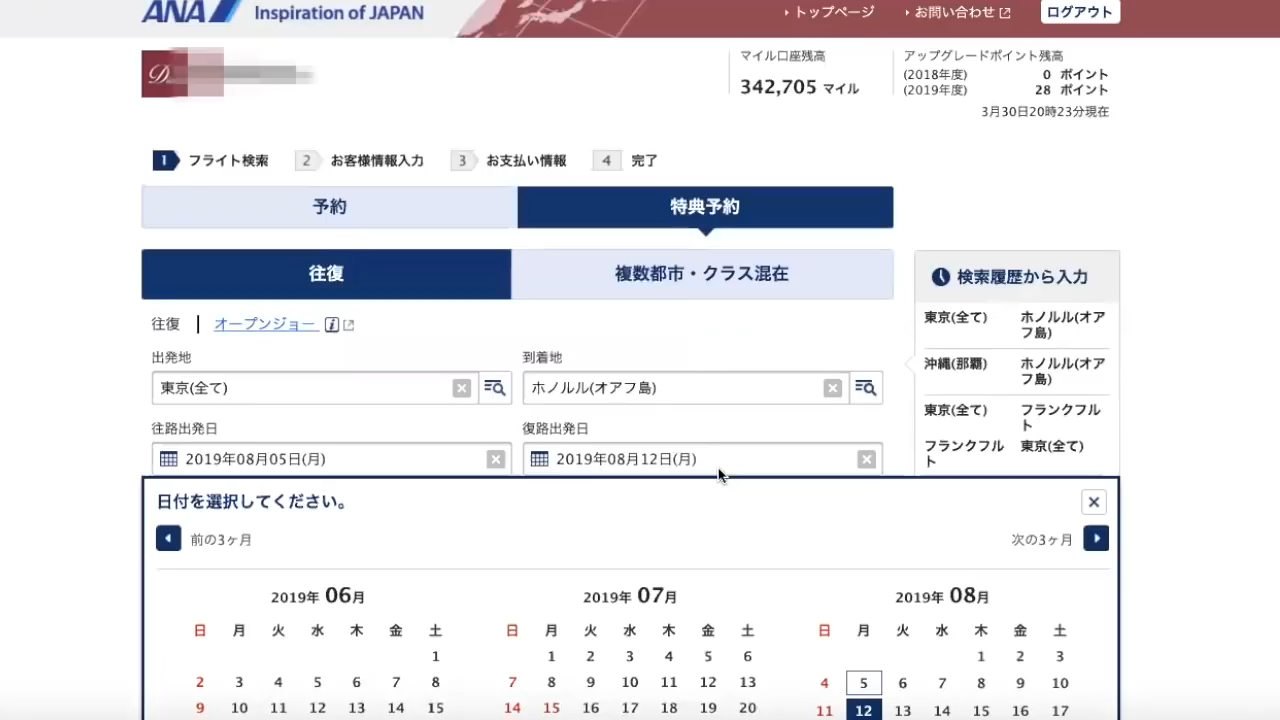 ANA Inspiration of JAPAN
トップページ お問い合わせ ログアウト
D
マイル口座残高
342,705 マイル
アップグレードポイント残高
(2018年度) 0 ポイント
(2019年度) 28 ポイント
3月30日20時23分現在
1 フライト検索 2 お客様情報入力 3 お支払い情報 4 完了
予約 特典予約
往復 複数都市・クラス混在
往復 オープンジョー i
出発地 到着地
東京(全て) ホノルル(オアフ島)
往路出発日 復路出発日
2019年08月05日(月) 2019年08月12日(月)
検索履歴から入力
東京(全て) ホノルル(オアフ島)
沖縄(那覇) ホノルル(オアフ島)
東京(全て) フランクフルト
フランクフルト 東京(全て)
日付を選択してください。
前の3ヶ月 次の3ヶ月
2019年 06月 2019年 07月 2019年 08月
日 月 火 水 木 金 土 日 月 火 水 木 金 土 日 月 火 水 木 金 土
1 1 2 3 4 5 6 1 2 3
2 3 4 5 6 7 8 7 8 9 10 11 12 13 4 5 6 7 8 9 10
9 10 11 12 13 14 15 14 15 16 17 18 19 20 11 12 13 14 15 16 17